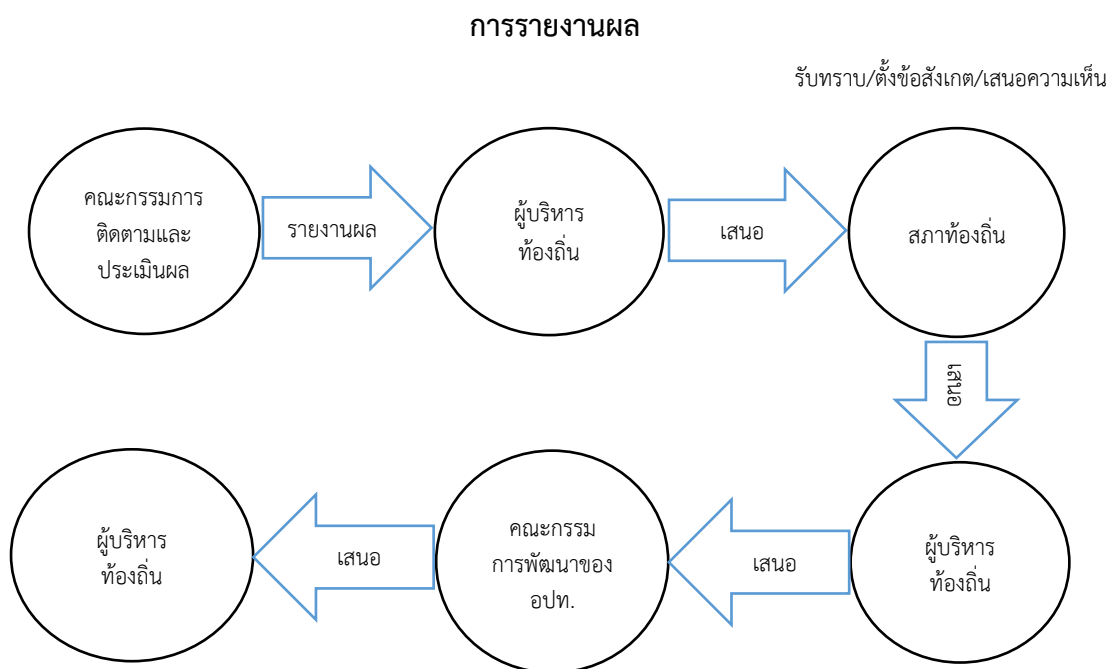 การรายงานผล
รับทราบ/ตั้งข้อสังเกต/เสนอความเห็น
คณะกรรมการ
ติดตามและ
ประเมินผล
รายงานผล
ผู้บริหาร
ท้องถิ่น
เสนอ
สภาท้องถิ่น
เสนอ
ผู้บริหาร
ท้องถิ่น
เสนอ
คณะกรรม
การพัฒนาของ
อปท.
เสนอ
ผู้บริหาร
ท้องถิ่น